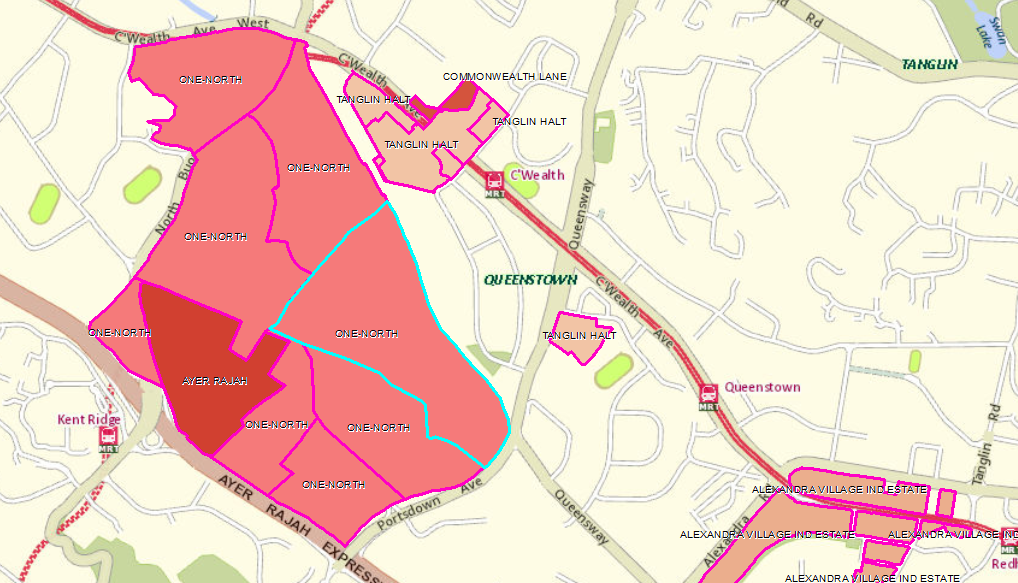 C'Wealth Ave West
Rd
Swan
Lake
TANGLIN
C'Wealth
Ave
ONE-NORTH
COMMONWEALTH LANE
TANGLIN HALT
TANGLIN HALT
TANGLIN HALT
ONE-NORTH
C'Wealth
MRT
North Buo
Queensway
ONE-NORTH
QUEENSTOWN
C'Wealth Ave
ONE-NORTH
ONE-NORTH
TANGLIN HALT
AYER RAJAH
Queenstown
MRT
Kent Ridge
MRT
ONE-NORTH
ONE-NORTH
Tanglin Rd
ONE-NORTH
AYER RAJAH EXPRESS
Portsdown Ave
Queensway
ALEXANDRA VILLAGE IND ESTATE
Alexandra
ALEXANDRA VILLAGE IND ESTATE
ALEXANDRA VILLAGE IND
MRT
Redh
ALEXANDRA VILLAGE IND ESTATE